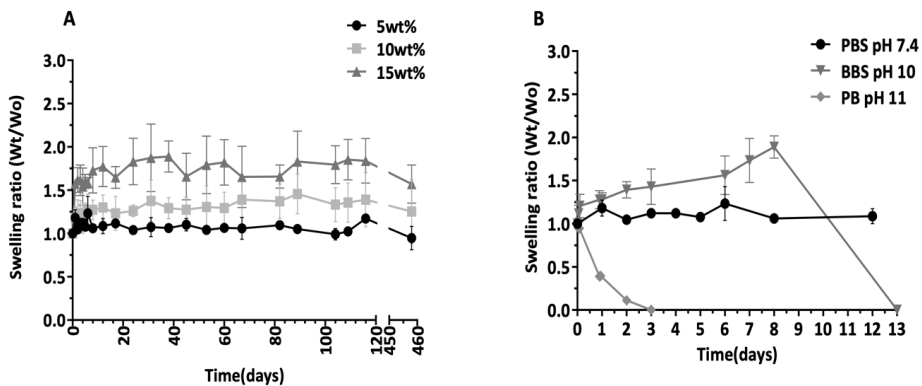 A
5wt%
10wt%
15wt%
Swelling ratio (Wt/Wo)
3.0
2.5
2.0
1.5
1.0
0.5
0.0
0
20
40
60
80
100
120
450
460
Time(days)
B
PBS pH 7.4
BBS pH 10
PB pH 11
Swelling ratio (Wt/Wo)
3.0
2.5
2.0
1.5
1.0
0.5
0.0
0 1 2 3 4 5 6 7 8 9 10 11 12 13
Time(days)